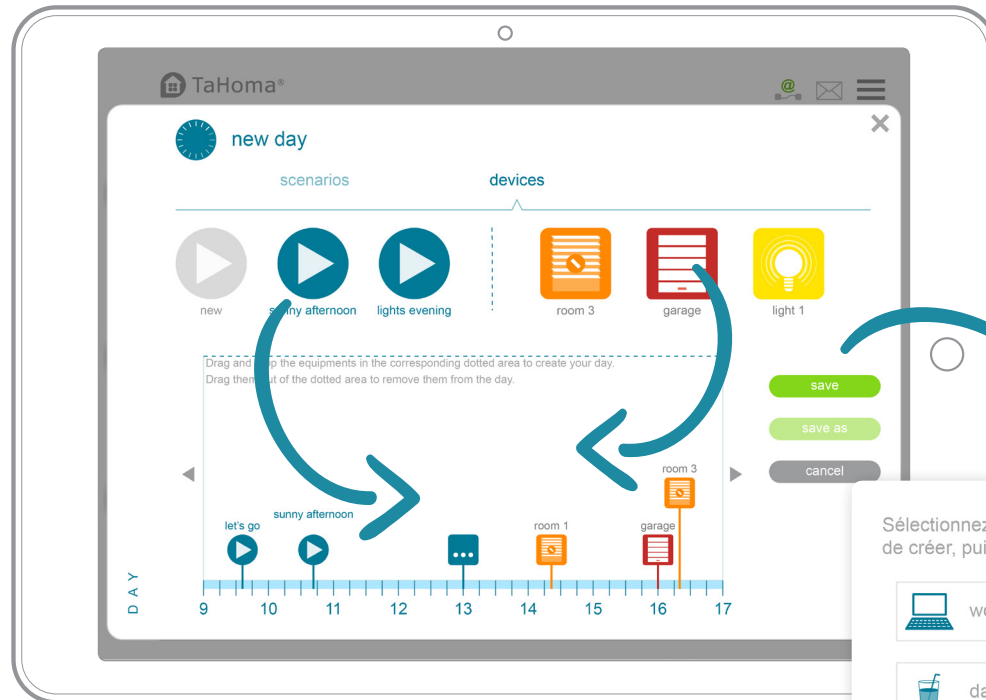 TaHoma®
@
new day
scenarios
devices
new
sunny afternoon
lights evening
room 3
garage
light 1
Drag and drop the equipments in the corresponding dotted area to create your day.
Drag them out of the dotted area to remove them from the day.
save
save as
cancel
room 3
let's go
sunny afternoon
room 1
garage
DAY
9 10 11 12 13 14 15 16 17
Sélectionnez
de créer, pui